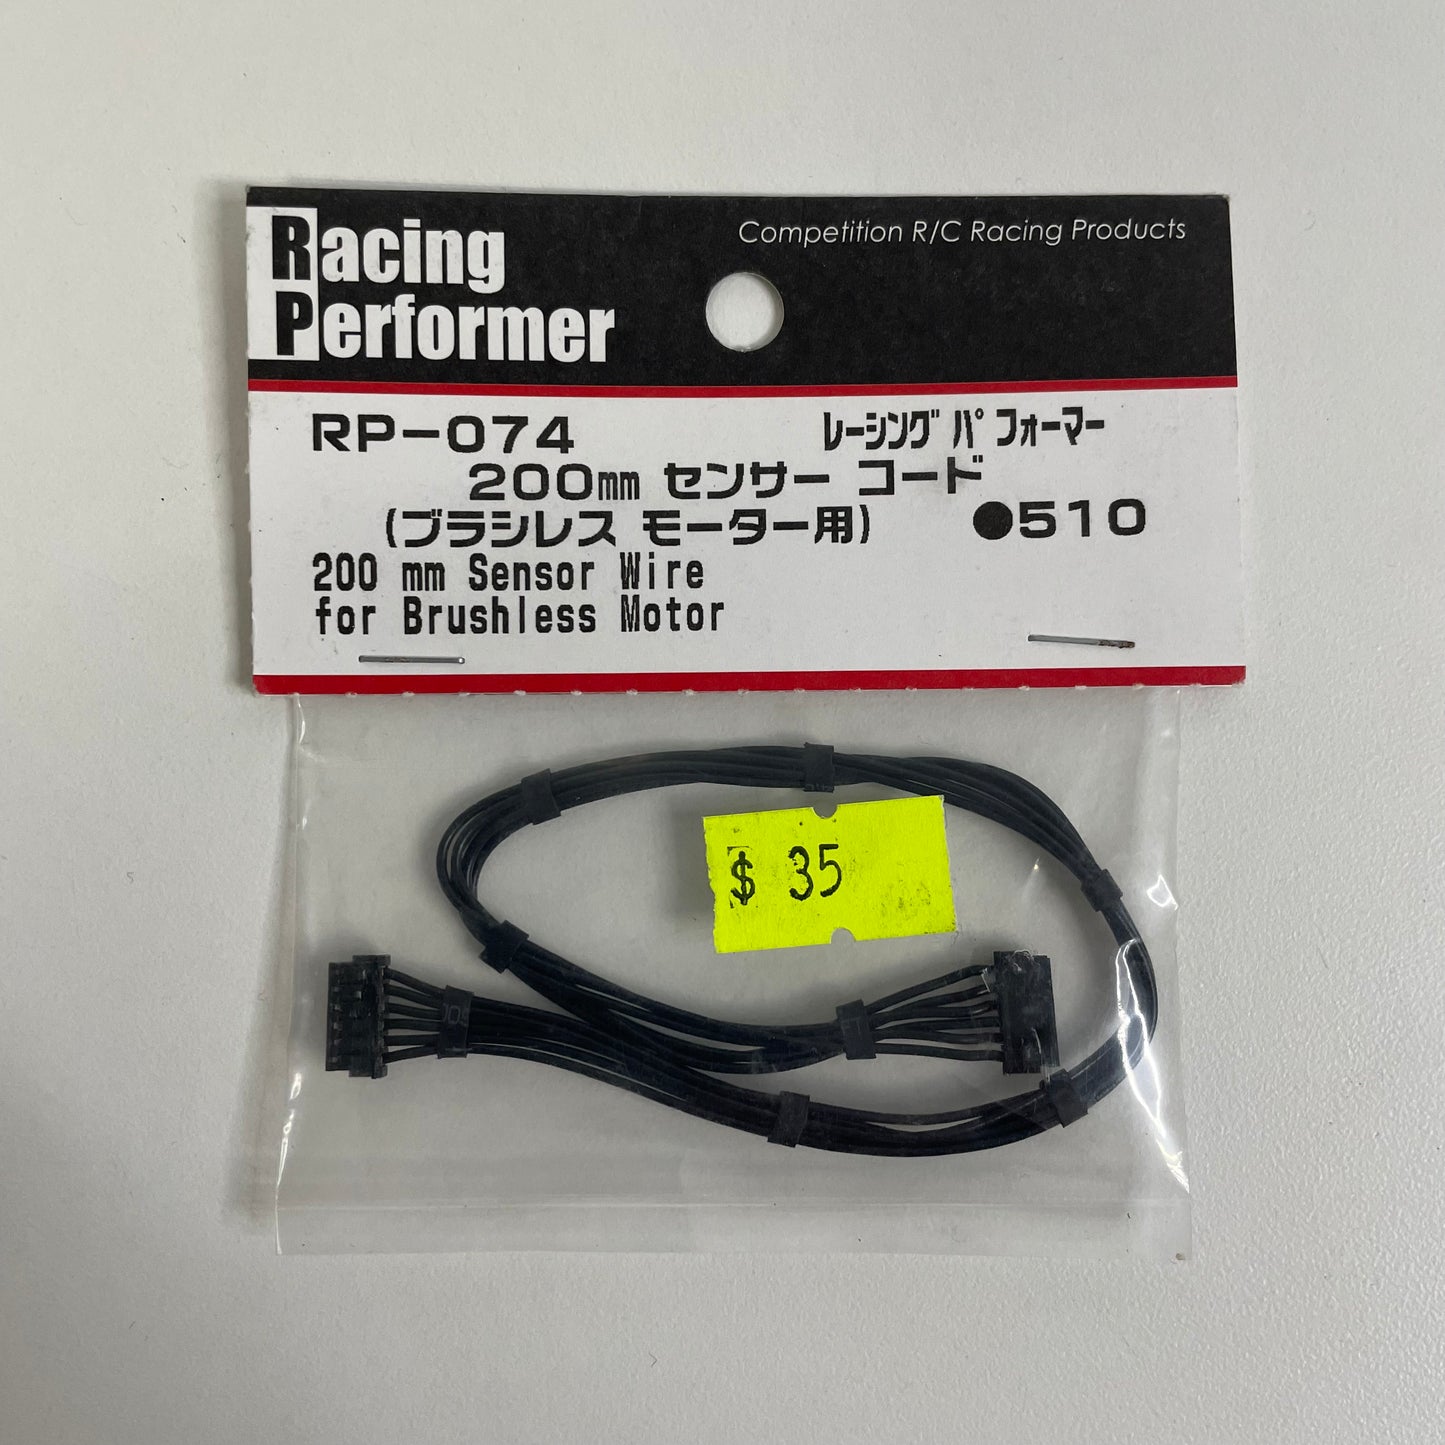 Racing
Performer
Competition R/C Racing Products
RP-074
レーシング パフォーマー
200mm センサー コード
(ブラシレス モーター用) ●510
200 mm Sensor Wire
for Brushless Motor
$ 35